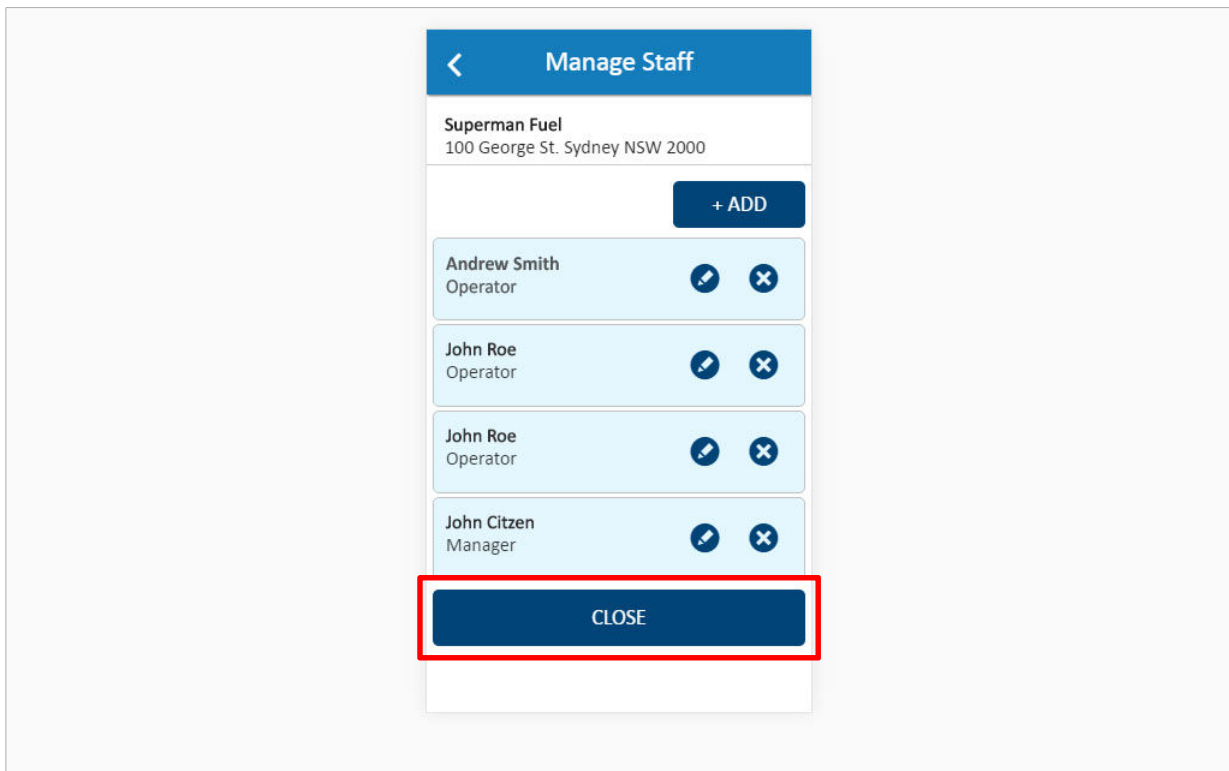 Manage Staff
Superman Fuel
100 George St. Sydney NSW 2000
+ ADD
Andrew Smith
Operator
John Roe
Operator
John Roe
Operator
John Citzen
Manager
CLOSE